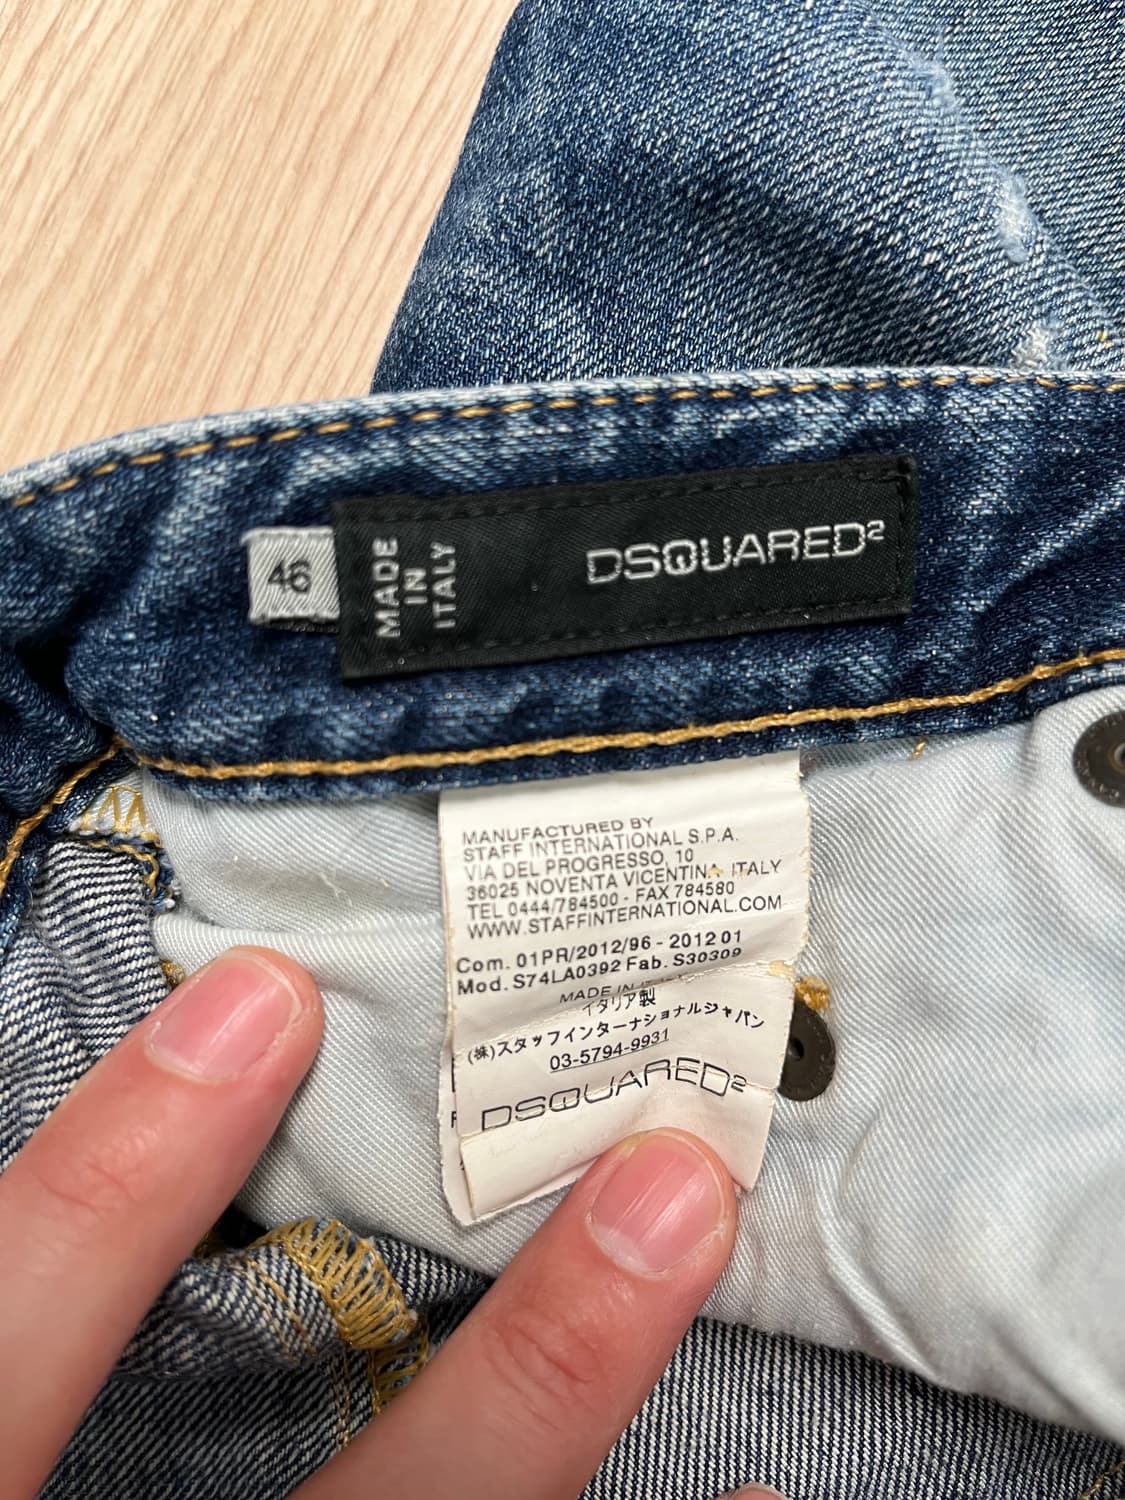 46
MADE
IN
ITALY
DSQUARED2
MANUFACTURED BY
STAFF INTERNATIONAL S.P.A.
VIA DEL PROGRESSO, 10
36025 NOVENTA VICENTINA ITALY
TEL 0444/784500 - FAX 784580
WWW.STAFFINTERNATIONAL.COM
Com. 01PR/2012/96 - 2012 01
Mod. S74LA0392 Fab. S30309
MADE IN
イタリア製
(株)スタッフインターナショナルジャパン
03-5794-9931
DSQUARED2